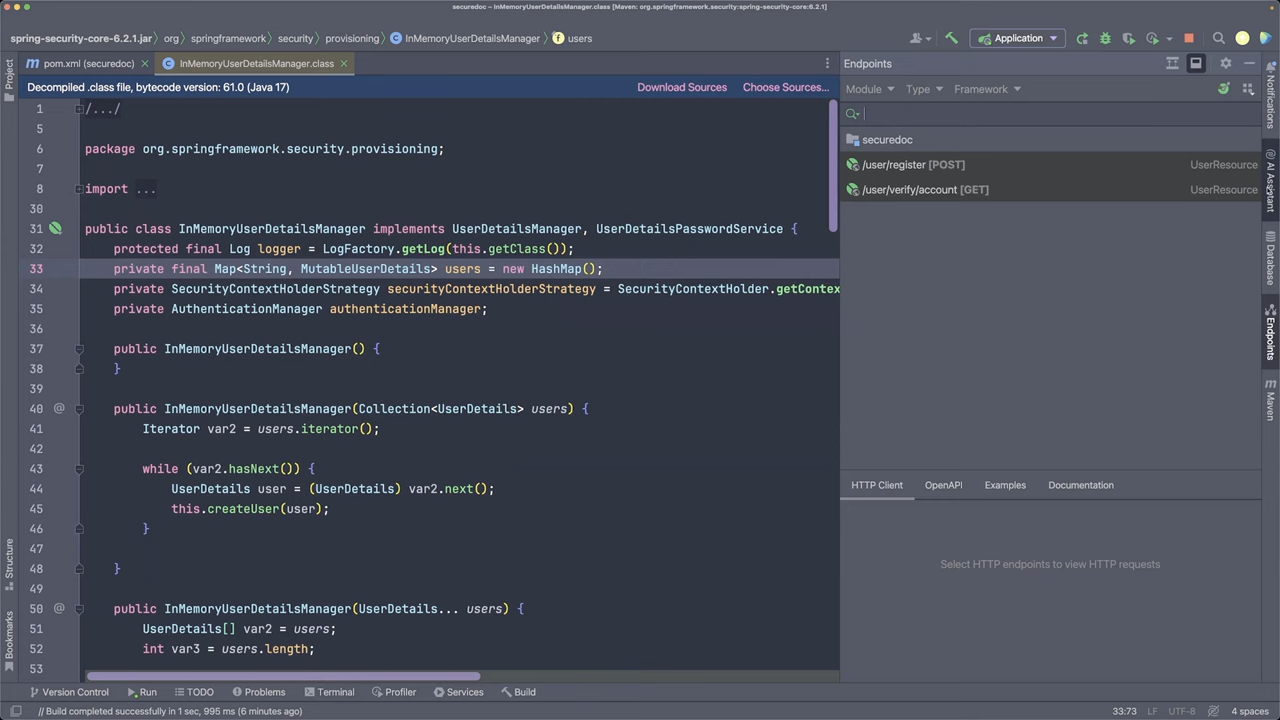 securedoc – InMemoryUserDetailsManager.class [Maven: org.springframework.security:spring-security-core:6.2.1]
spring-security-core-6.2.1.jar org springframework security provisioning InMemoryUserDetailsManager users
Application
Project
pom.xml (securedoc)
InMemoryUserDetailsManager.class
Decompiled .class file, bytecode version: 61.0 (Java 17)
Download Sources
Choose Sources...
1 /.../
5
6 package org.springframework.security.provisioning;
7
8 import ...
30
31 public class InMemoryUserDetailsManager implements UserDetailsManager, UserDetailsPasswordService {
32 protected final Log logger = LogFactory.getLog(this.getClass());
33 private final Map<String, MutableUserDetails> users = new HashMap();
34 private SecurityContextHolderStrategy securityContextHolderStrategy = SecurityContextHolder.getContex
35 private AuthenticationManager authenticationManager;
36
37 public InMemoryUserDetailsManager() {
38 }
39
40 @ public InMemoryUserDetailsManager(Collection<UserDetails> users) {
41 Iterator var2 = users.iterator();
42
43 while (var2.hasNext()) {
44 UserDetails user = (UserDetails) var2.next();
45 this.createUser(user);
46 }
47
48 }
49
50 @ public InMemoryUserDetailsManager(UserDetails... users) {
51 UserDetails[] var2 = users;
52 int var3 = users.length;
53
Structure
Bookmarks
Endpoints
Module Type Framework
securedoc
/user/register [POST] UserResource
/user/verify/account [GET] UserResource
HTTP Client OpenAPI Examples Documentation
Select HTTP endpoints to view HTTP requests
Notifications
AI Assistant
Database
Endpoints
Maven
Version Control Run TODO Problems Terminal Profiler Services Build
// Build completed successfully in 1 sec, 995 ms (6 minutes ago)
33:73 LF UTF-8 4 spaces